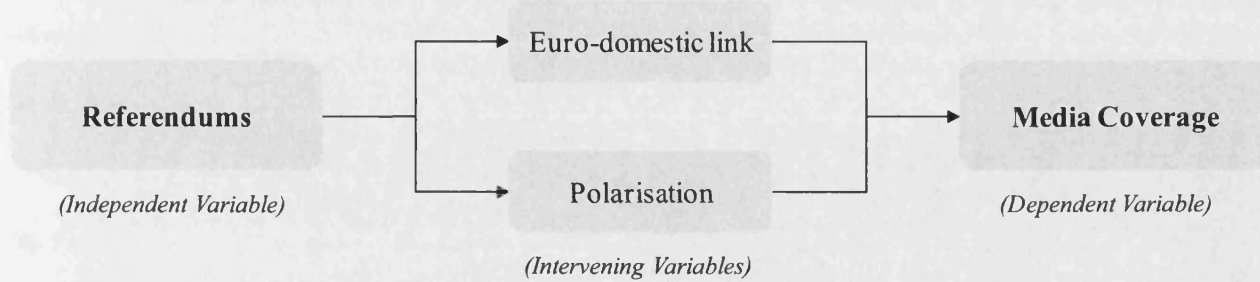 Euro-domestic link
Referendums
Media Coverage
(Independent Variable)
Polarisation
(Dependent Variable)
(Intervening Variables)